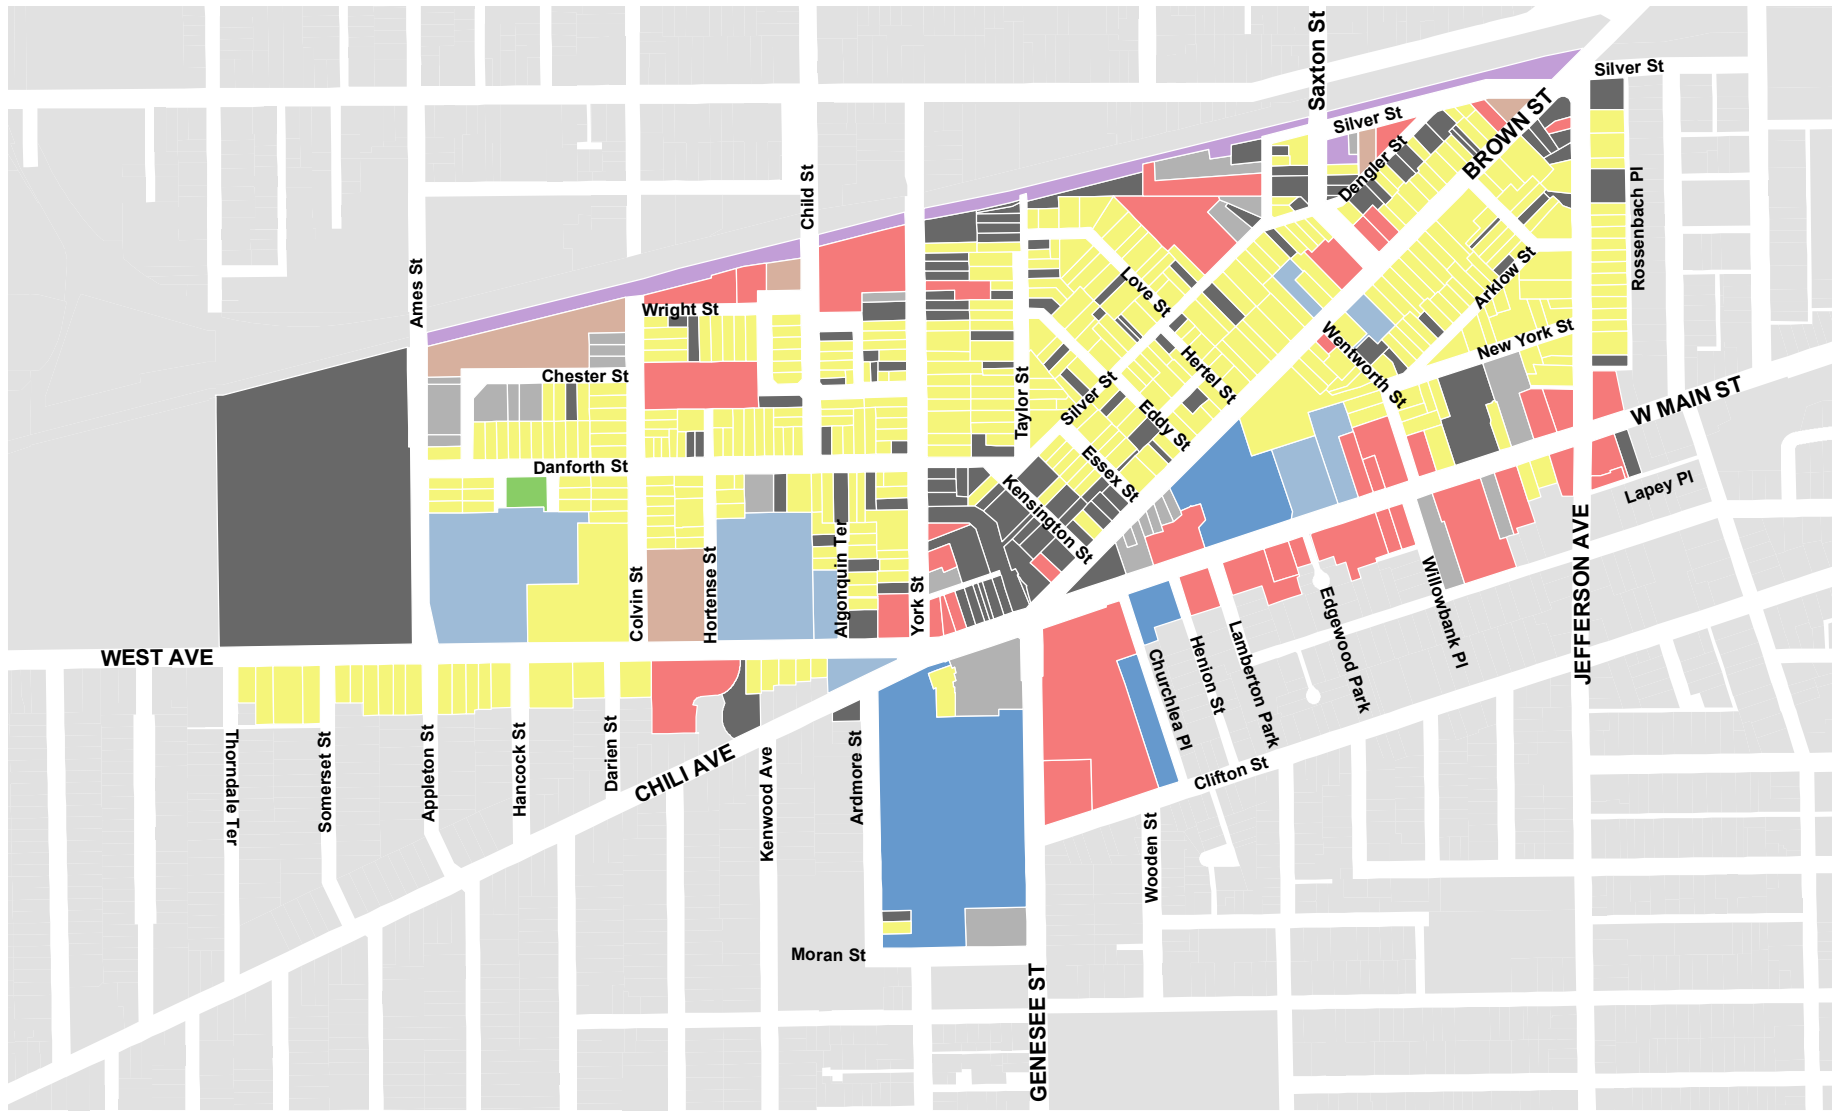 Saxton St
Silver St
Silver St
BROWN ST
Dengler St
Child St
Rossenbach Pl
Ames St
Love St
Arklow St
Wright St
New York St
Wentworth St
Hertel St
Chester St
Taylor St
Silver St
Eddy St
W MAIN ST
Danforth St
Essex St
Kensington St
Lapey Pl
Algonquin Ter
JEFFERSON AVE
Colvin St
Hortense St
York St
Willowbank Pl
Edgewood Park
WEST AVE
Henion St
Lamberton Park
Churchlea Pl
Thorndale Ter
Somerset St
Appleton St
Hancock St
Darien St
CHILI AVE
Kenwood Ave
Ardmore St
Clifton St
Wooden St
Moran St
GENESEE ST